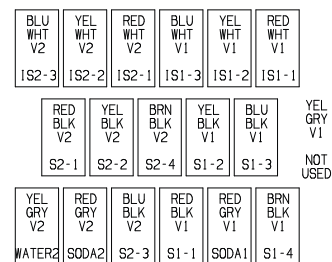 BLU YEL RED BLU YEL RED
WHT WHT WHT WHT WHT WHT
V2 V2 V2 V1 V1 V1
IS2-3 IS2-2 IS2-1 IS1-3 IS1-2 IS1-1
RED YEL BRN YEL BLU YEL
BLK BLK BLK BLK BLK GRY
V2 V2 V2 V1 V1 V1
S2-1 S2-2 S2-4 S1-2 S1-3 NOT
USED
YEL RED BLU RED RED BRN
GRY GRY BLK BLK GRY BLK
V2 V2 V2 V1 V1 V1
WATER2 SODA2 S2-3 S1-1 SODA1 S1-4